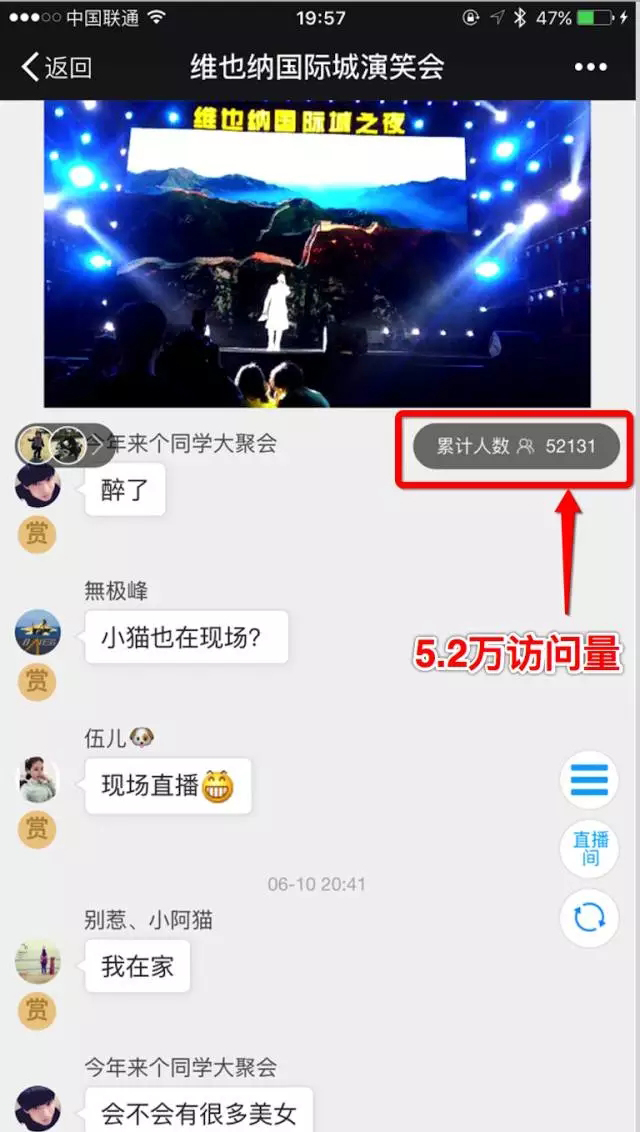 中国联通 19:57 47%
返回 维也纳国际城演笑会
维也纳国际城之夜
今年来个同学大聚会
累计人数 52131
醉了
赏
無极峰
小猫也在现场?
赏
5.2万访问量
伍儿🐶
现场直播😁
赏
直播
间
06-10 20:41
别惹、小阿猫
我在家
赏
今年来个同学大聚会
会不会有很多美女